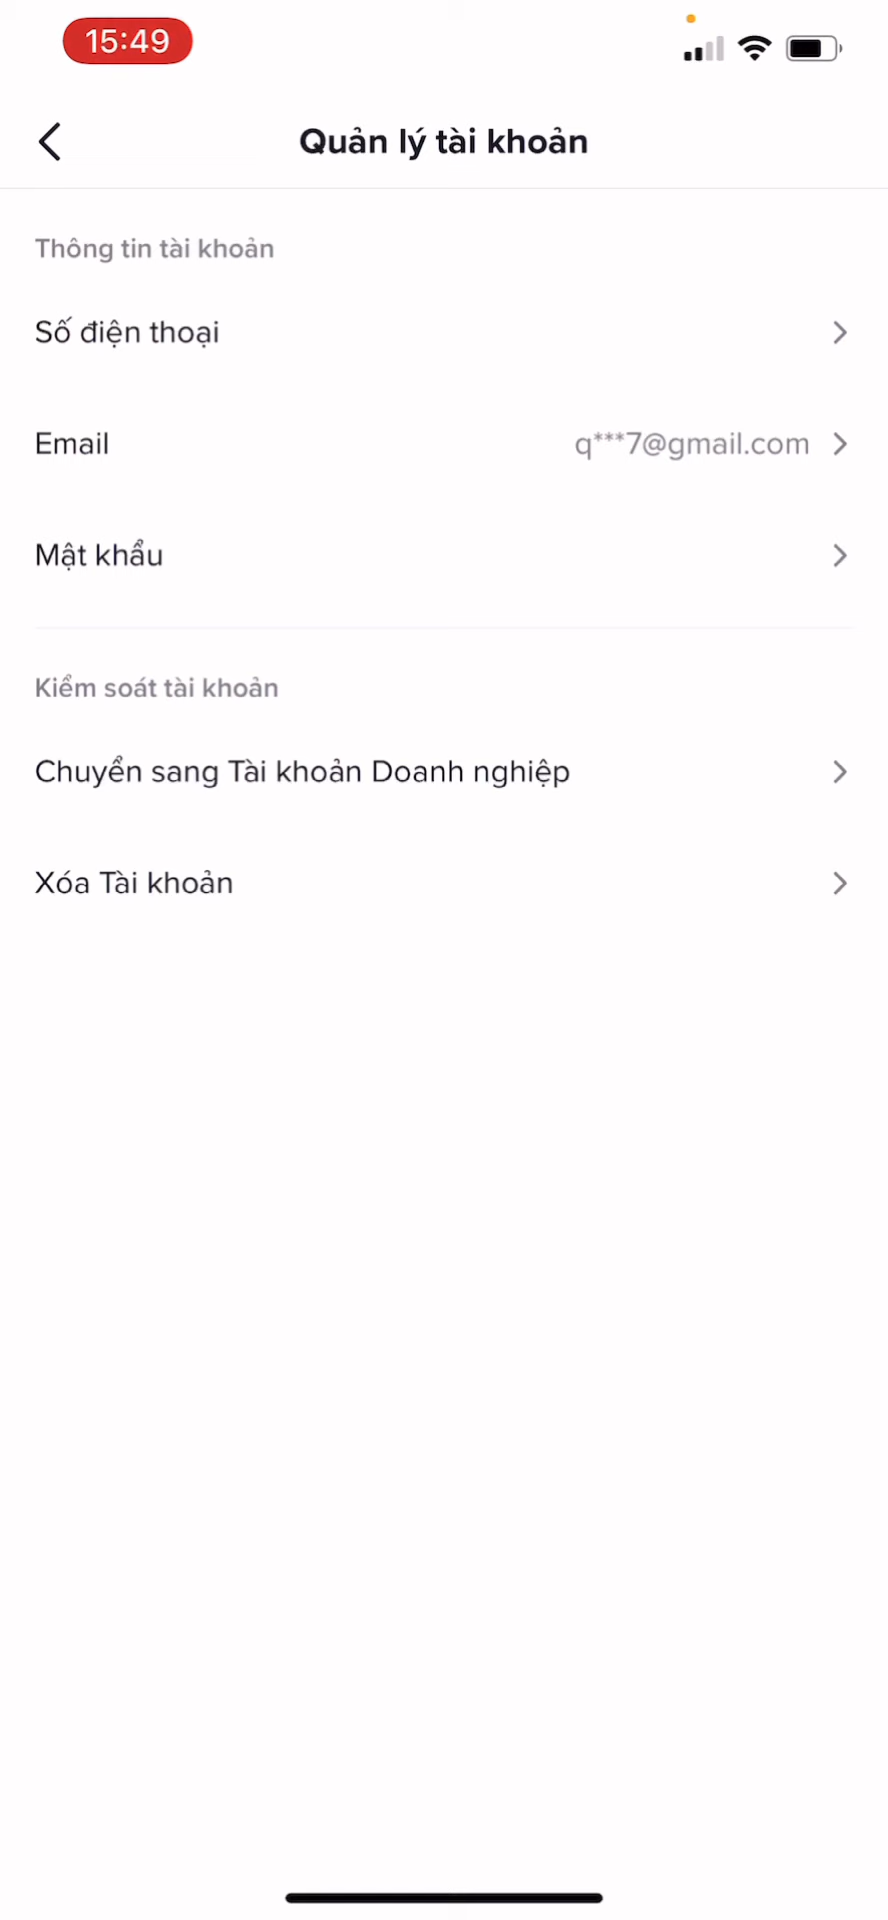 15:49
Quản lý tài khoản
Thông tin tài khoản
Số điện thoại
Email q***7@gmail.com
Mật khẩu
Kiểm soát tài khoản
Chuyển sang Tài khoản Doanh nghiệp
Xóa Tài khoản